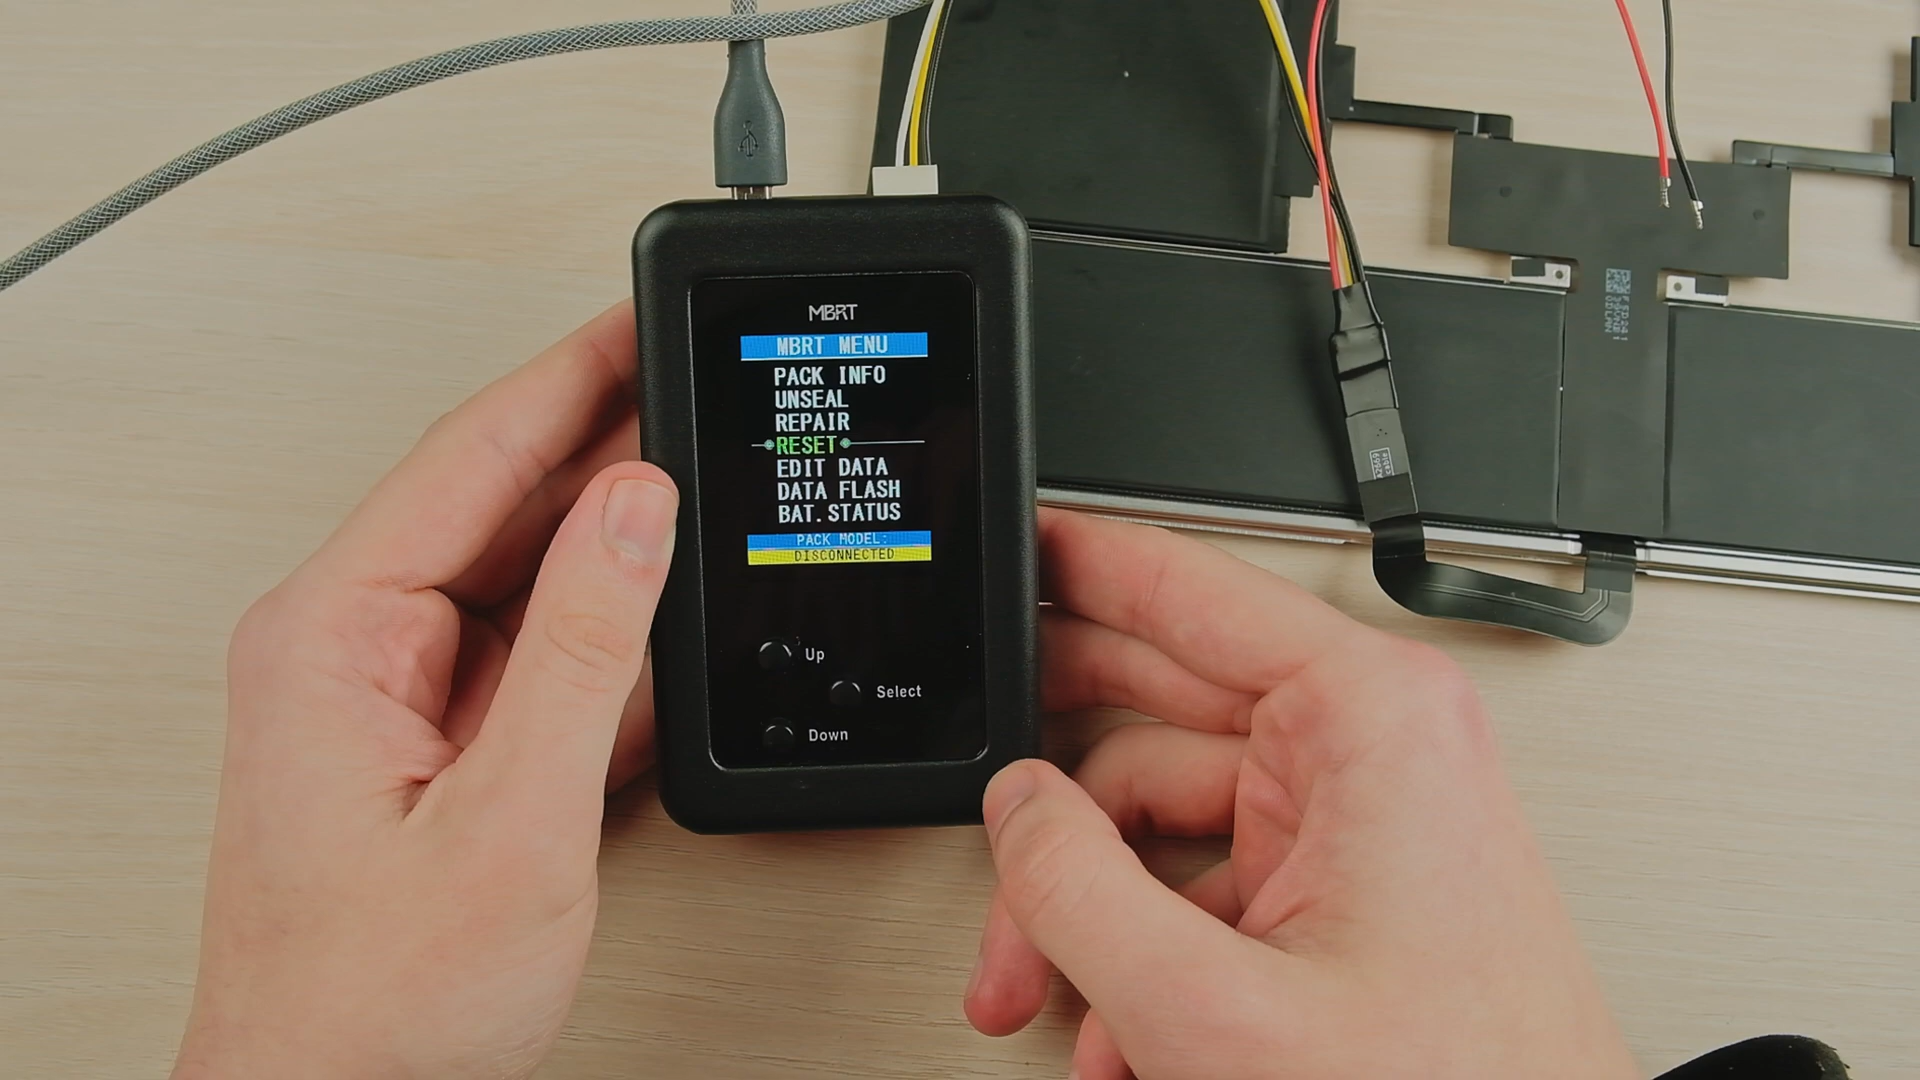 MBRT
MBRT MENU
PACK INFO
UNSEAL
REPAIR
RESET
EDIT DATA
DATA FLASH
BAT.STATUS
PACK MODEL:
DISCONNECTED
Up
Select
Down
cable